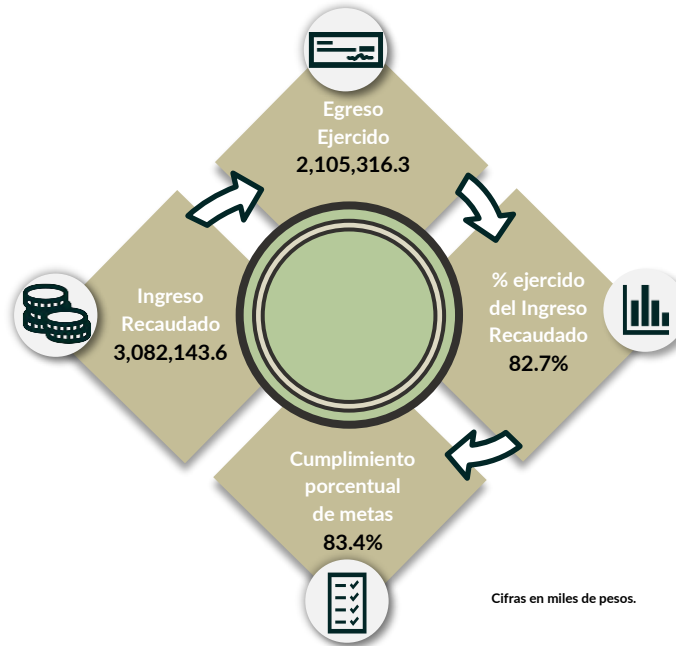 Egreso
Ejercido
2,105,316.3
Ingreso
Recaudado
3,082,143.6
% ejercido
del Ingreso
Recaudado
82.7%
Cumplimiento
porcentual
de metas
83.4%
Cifras en miles de pesos.